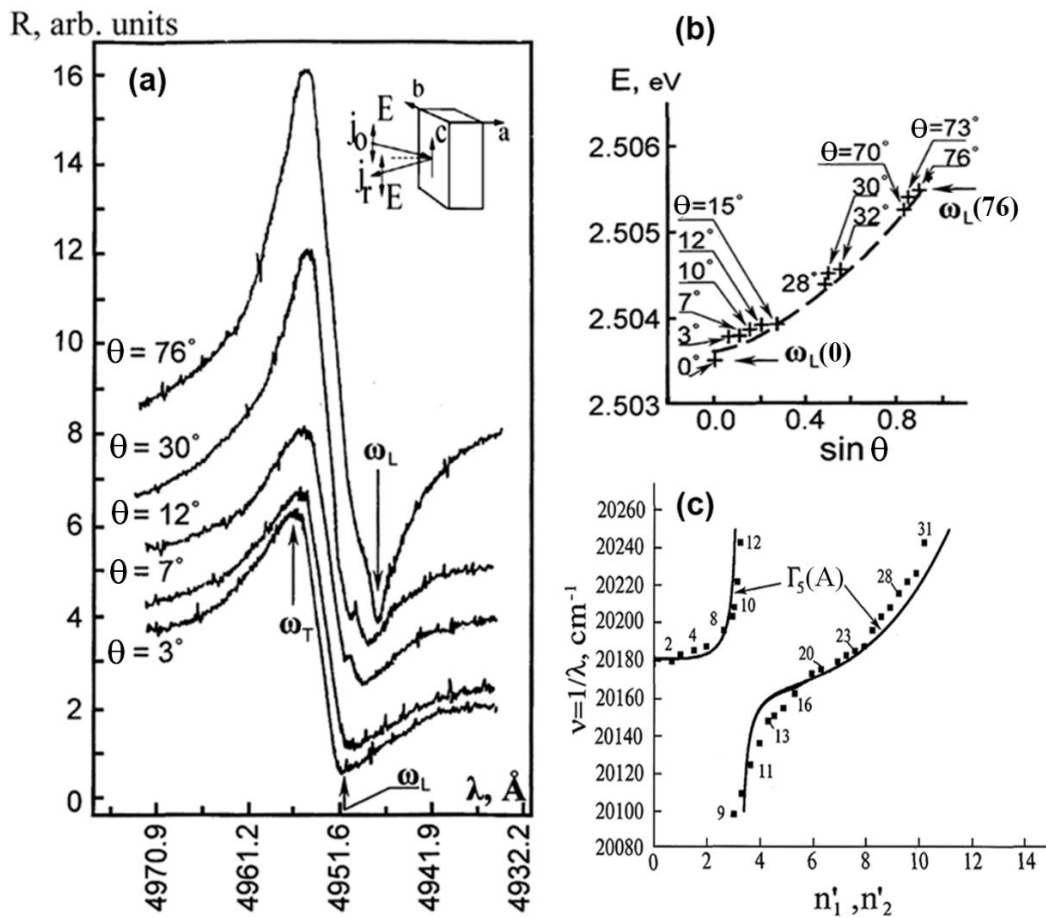 R, arb. units
(a)
16
14
12
10
8
6
4
2
0
b
E
j₀
c
a
jᵣ
E
θ = 76°
θ = 30°
θ = 12°
θ = 7°
θ = 3°
ω_L
ω_T
ω_L
λ, Å
4970.9
4961.2
4951.6
4941.9
4932.2
(b)
E, eV
2.506
2.505
2.504
2.503
θ=73°
θ=70°
76°
30°
32°
28°
θ=15°
12°
10°
7°
3°
0°
ω_L(76)
ω_L(0)
0.0 0.4 0.8
sin θ
(c)
ν=1/λ, cm⁻¹
20260
20240
20220
20200
20180
20160
20140
20120
20100
20080
31
12
Γ₅(A)
28
10
8
2 4
23
20
16
13
11
9
0 2 4 6 8 10 12 14
n'₁ ,n'₂